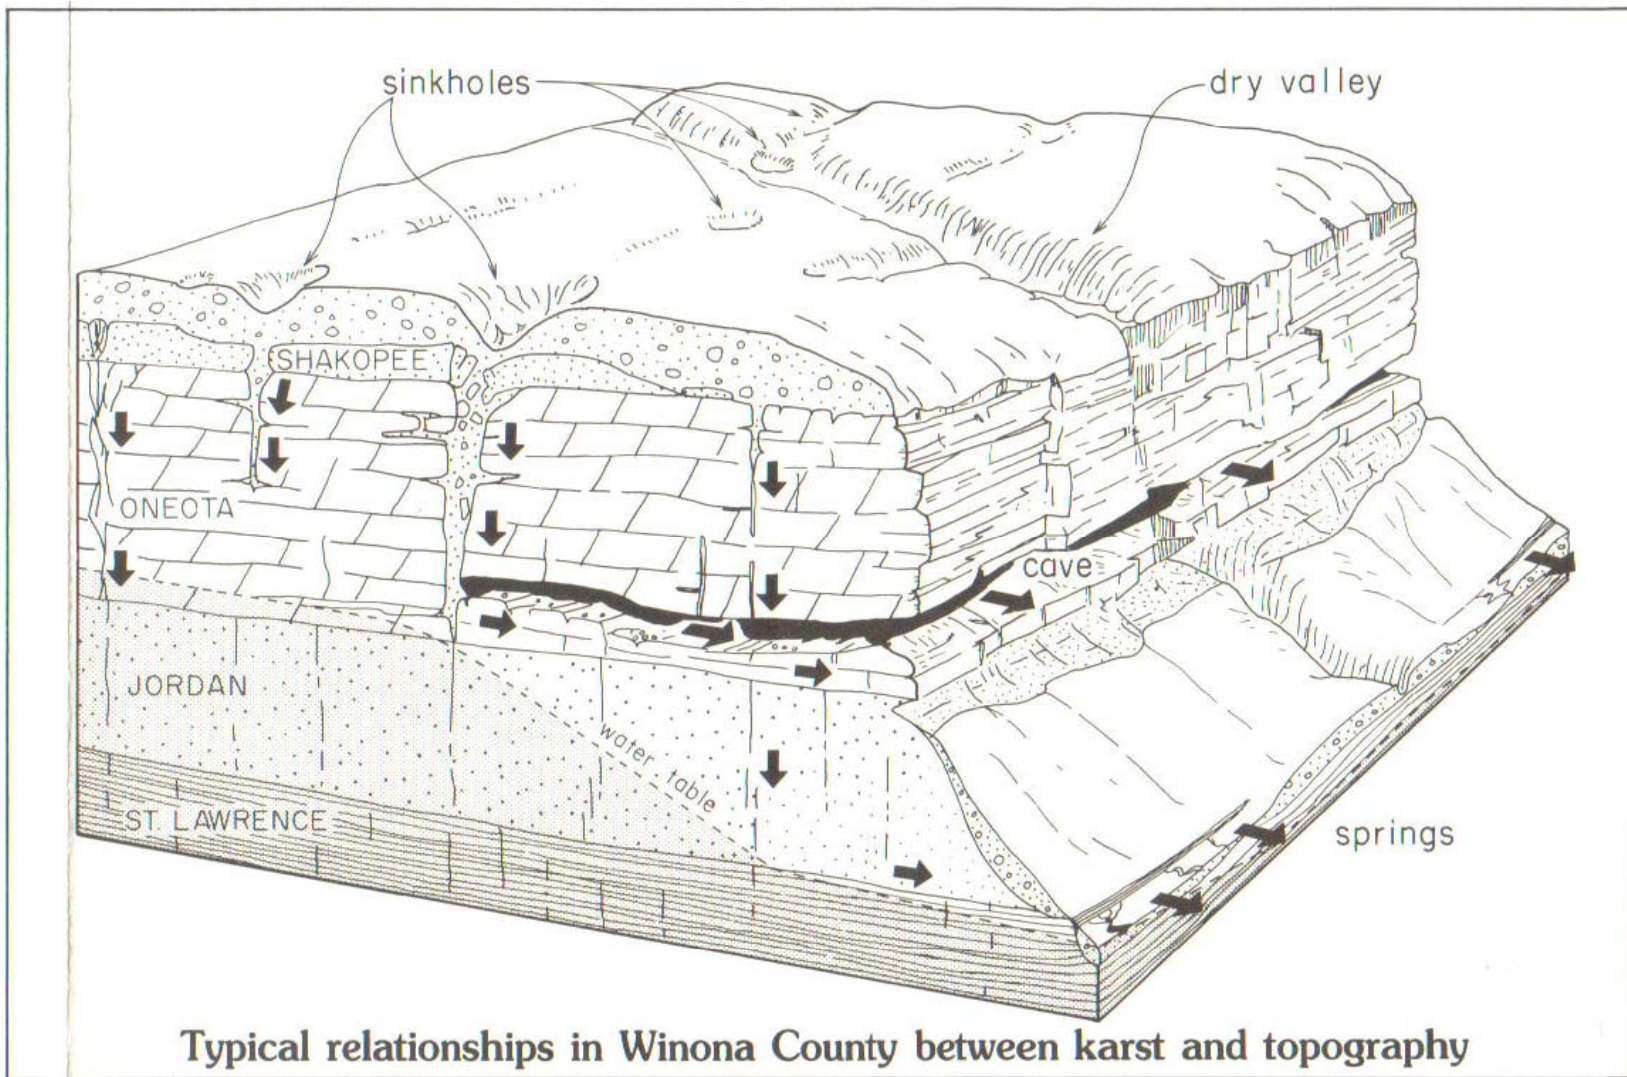 sinkholes
dry valley
SHAKOPEE
ONEOTA
cave
JORDAN
water table
ST. LAWRENCE
springs
Typical relationships in Winona County between karst and topography